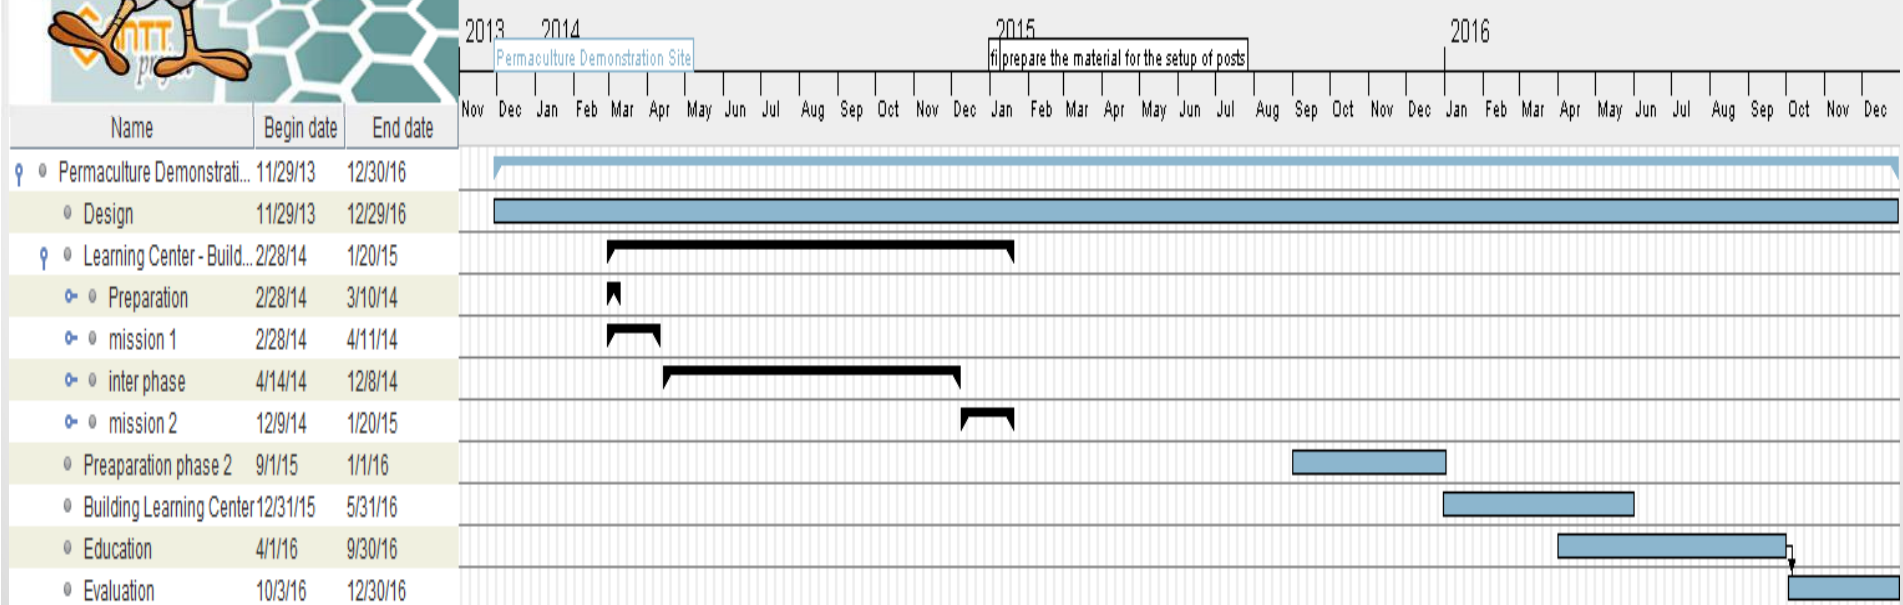 GANTT
project
2013 2014 2015 2016
Permaculture Demonstration Site
fi prepare the material for the setup of posts
Nov Dec Jan Feb Mar Apr May Jun Jul Aug Sep Oct Nov Dec Jan Feb Mar Apr May Jun Jul Aug Sep Oct Nov Dec Jan Feb Mar Apr May Jun Jul Aug Sep Oct Nov Dec
Name Begin date End date
Permaculture Demonstrati... 11/29/13 12/30/16
Design 11/29/13 12/29/16
Learning Center - Build... 2/28/14 1/20/15
Preparation 2/28/14 3/10/14
mission 1 2/28/14 4/11/14
inter phase 4/14/14 12/8/14
mission 2 12/9/14 1/20/15
Preaparation phase 2 9/1/15 1/1/16
Building Learning Center 12/31/15 5/31/16
Education 4/1/16 9/30/16
Evaluation 10/3/16 12/30/16